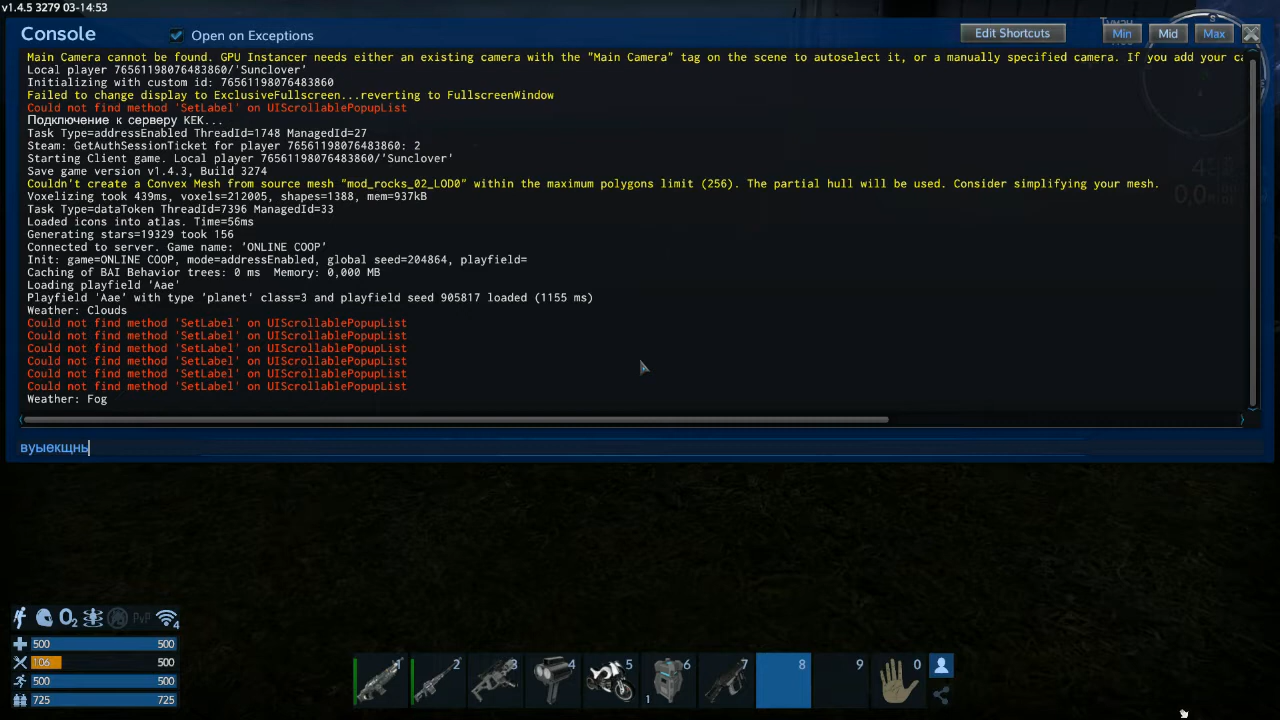 v1.4.5 3279 03-14:53
Console
Open on Exceptions
Edit Shortcuts
Min
Mid
Max
Main Camera cannot be found. GPU Instancer needs either an existing camera with the "Main Camera" tag on the scene to autoselect it, or a manually specified camera. If you add your ca
Local player 76561198076483860/'Sunclover'
Initializing with custom id: 76561198076483860
Failed to change display to ExclusiveFullscreen...reverting to FullscreenWindow
Could not find method 'SetLabel' on UIScrollablePopupList
Подключение к серверу KEK...
Task Type=addressEnabled ThreadId=1748 ManagedId=27
Steam: GetAuthSessionTicket for player 76561198076483860: 2
Starting Client game. Local player 76561198076483860/'Sunclover'
Save game version v1.4.3, Build 3274
Couldn't create a Convex Mesh from source mesh "mod_rocks_02_LOD0" within the maximum polygons limit (256). The partial hull will be used. Consider simplifying your mesh.
Voxelizing took 439ms, voxels=212005, shapes=1388, mem=937kB
Task Type=dataToken ThreadId=7396 ManagedId=33
Loaded icons into atlas. Time=56ms
Generating stars=19329 took 156
Connected to server. Game name: 'ONLINE COOP'
Init: game=ONLINE COOP, mode=addressEnabled, global seed=204864, playfield=
Caching of BAI Behavior trees: 0 ms  Memory: 0,000 MB
Loading playfield 'Aae'
Playfield 'Aae' with type 'planet' class=3 and playfield seed 905817 loaded (1155 ms)
Weather: Clouds
Could not find method 'SetLabel' on UIScrollablePopupList
Could not find method 'SetLabel' on UIScrollablePopupList
Could not find method 'SetLabel' on UIScrollablePopupList
Could not find method 'SetLabel' on UIScrollablePopupList
Could not find method 'SetLabel' on UIScrollablePopupList
Could not find method 'SetLabel' on UIScrollablePopupList
Weather: Fog
вуыекщны
O2
PvP
4
500 500
106 500
500 500
725 725
1
2
3
4
5
6
1
7
8
9
0